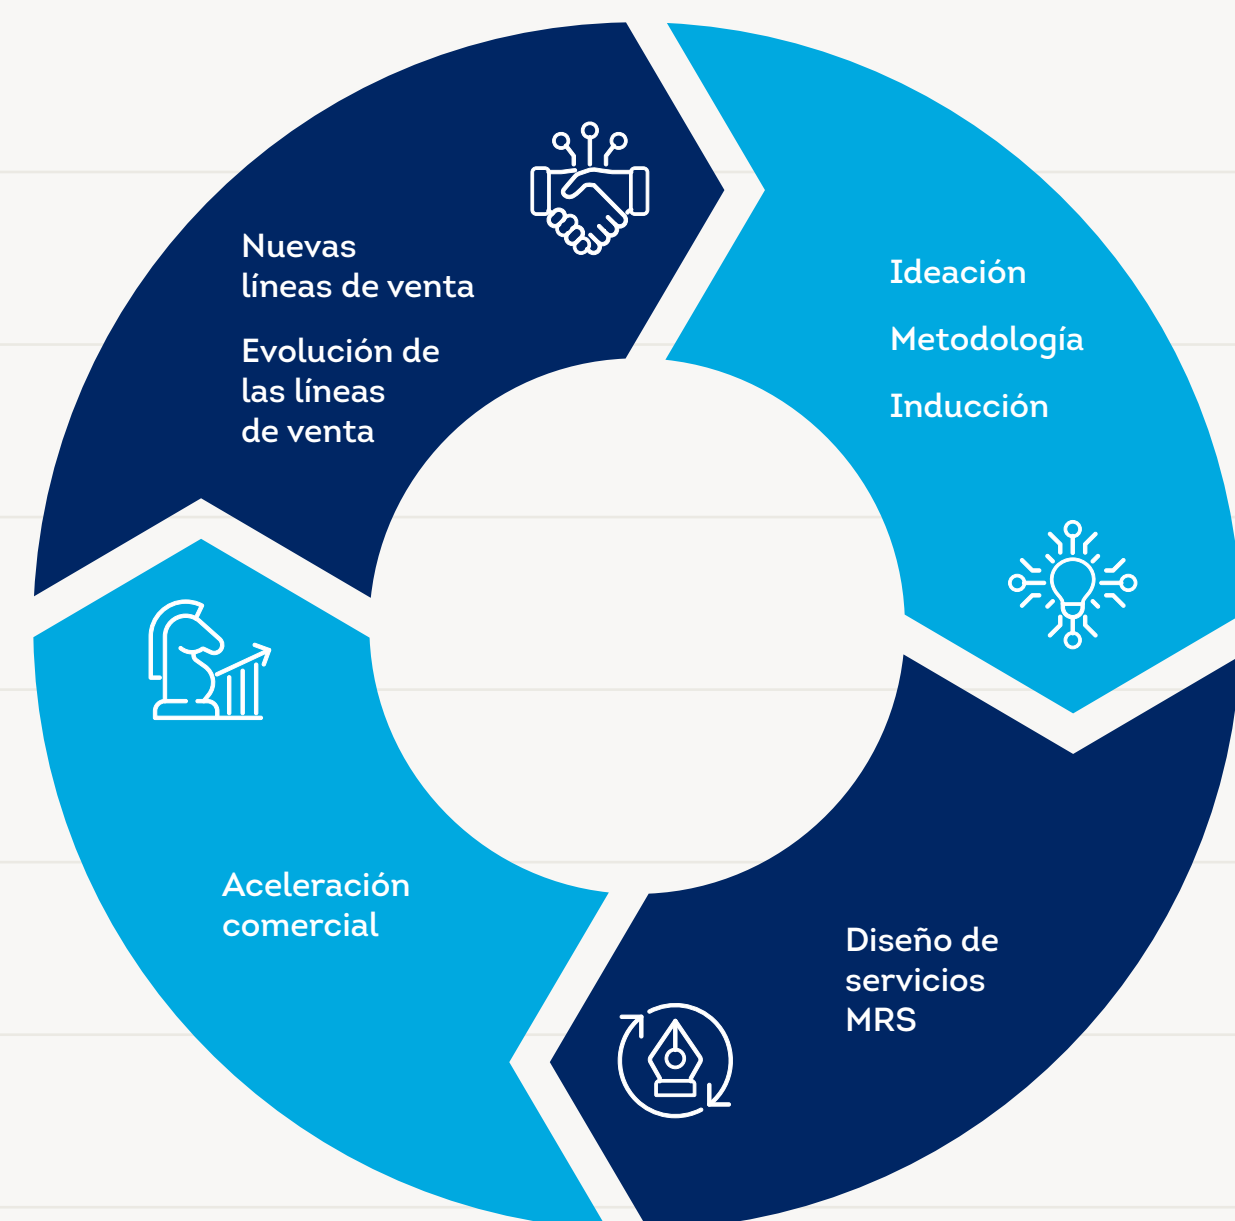 Nuevas
líneas de venta
Evolución de
las líneas
de venta
Ideación
Metodología
Inducción
Aceleración
comercial
Diseño de
servicios
MRS